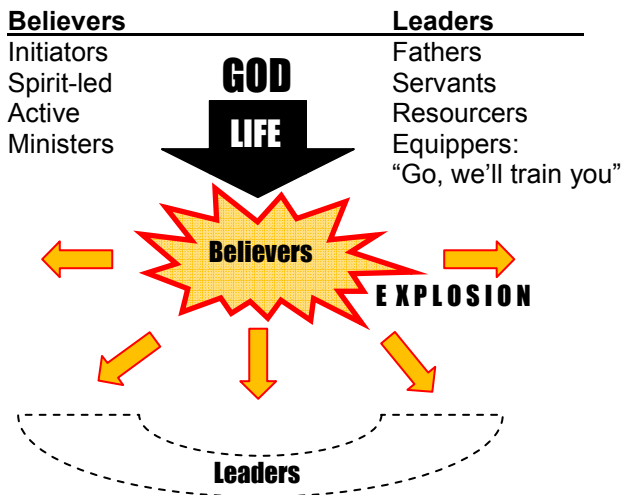 Believers
Initiators
Spirit-led
Active
Ministers
Leaders
Fathers
Servants
Resourcers
Equippers:
“Go, we’ll train you”
GOD
LIFE
Believers
EXPLOSION
Leaders